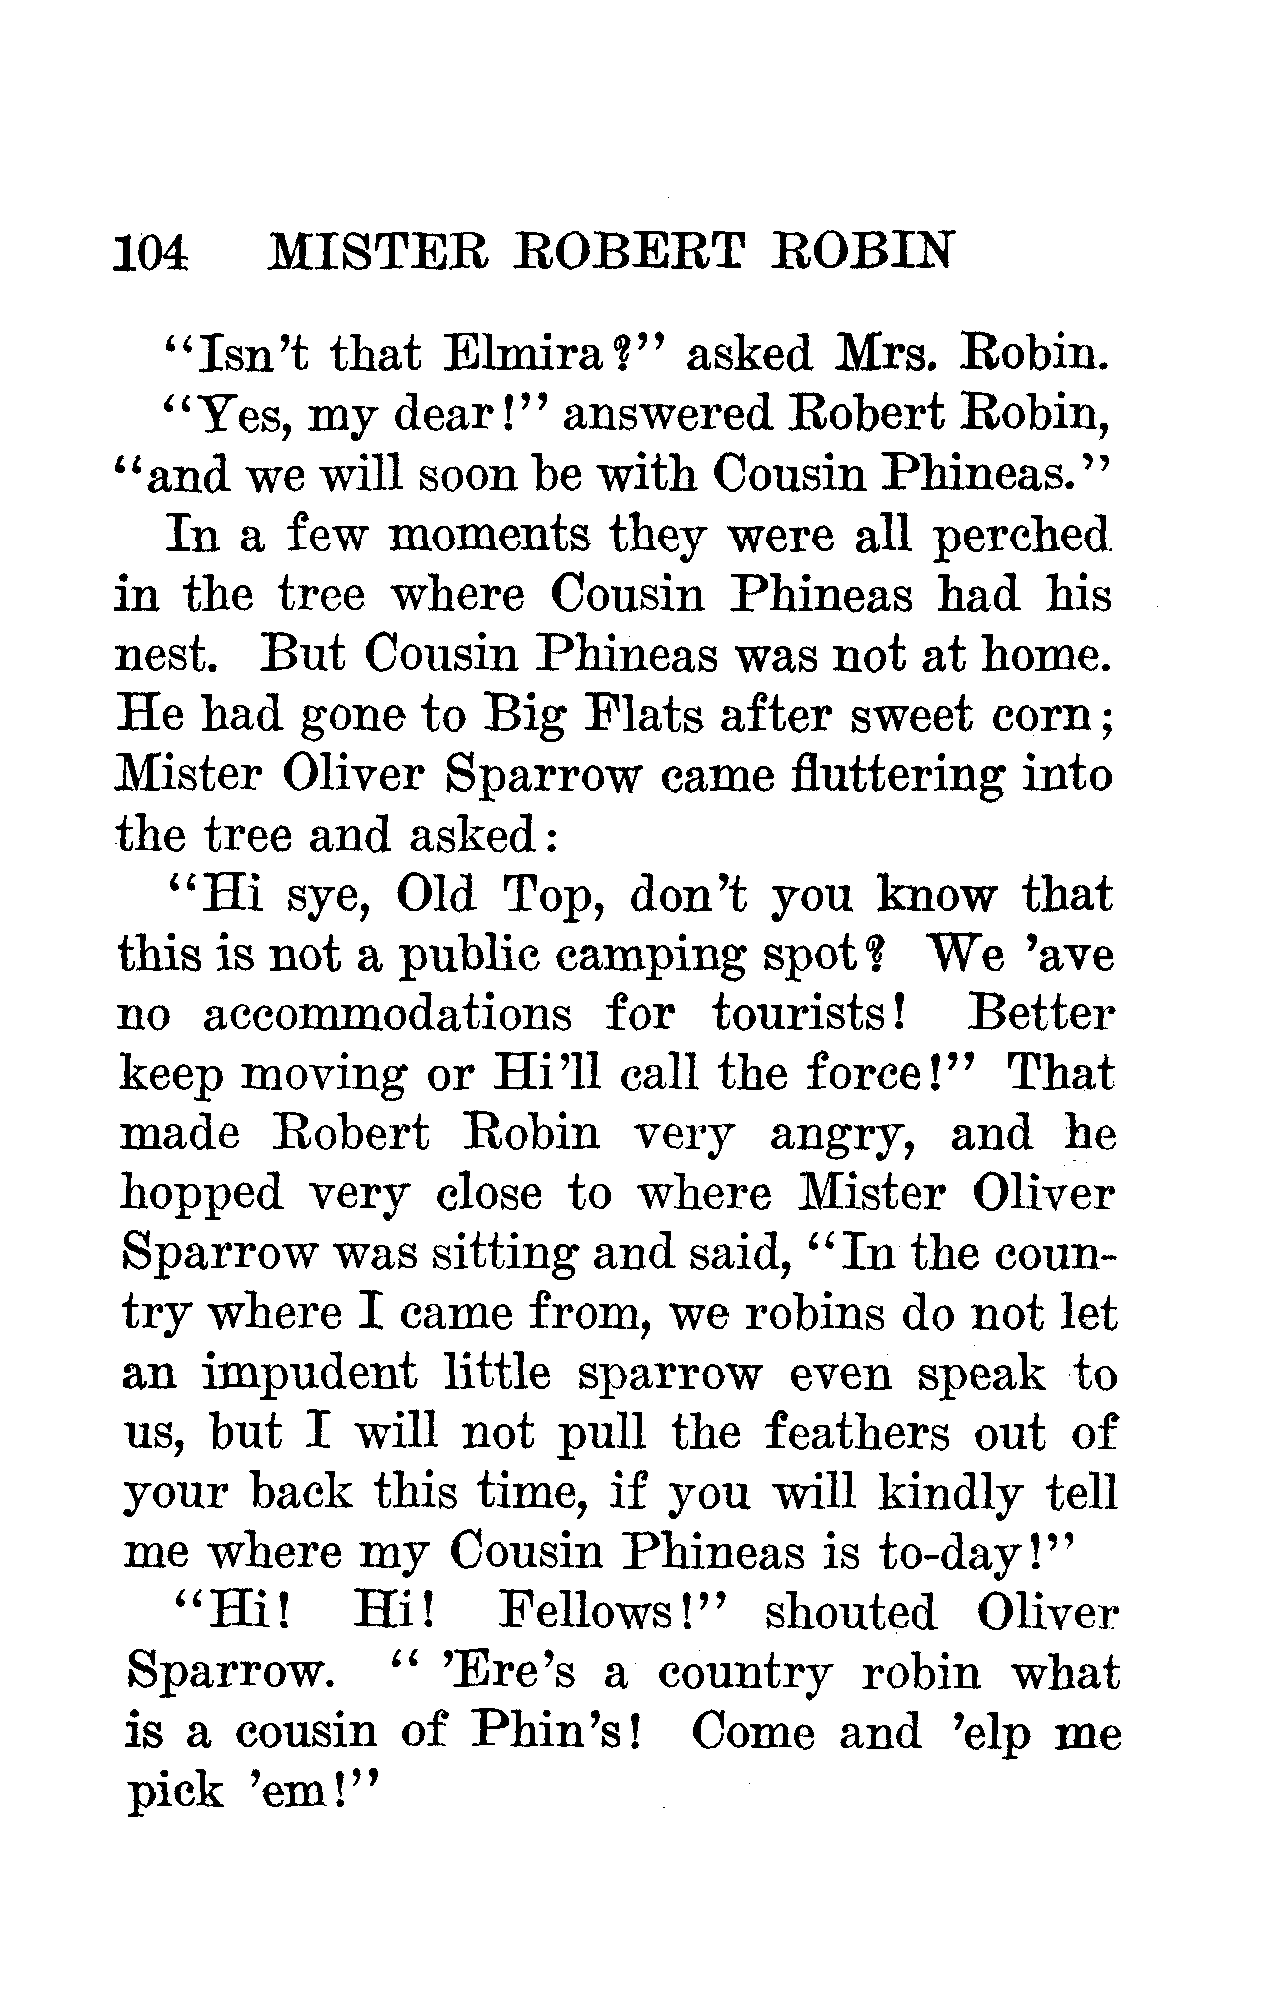 104 MISTER ROBERT ROBIN
“Isn’t that Elmira?” asked Mrs. Robin.
“Yes, my dear!” answered Robert Robin,
“and we will soon be with Cousin Phineas.”
In a few moments they were all perched
in the tree where Cousin Phineas had his
nest. But Cousin Phineas was not at home.
He had gone to Big Flats after sweet corn;
Mister Oliver Sparrow came fluttering into
the tree and asked:
“Hi sye, Old Top, don’t you know that
this is not a public camping spot? We ’ave
no accommodations for tourists! Better
keep moving or Hi’ll call the force!” That
made Robert Robin very angry, and he
hopped very close to where Mister Oliver
Sparrow was sitting and said, “In the coun-
try where I came from, we robins do not let
an impudent little sparrow even speak to
us, but I will not pull the feathers out of
your back this time, if you will kindly tell
me where my Cousin Phineas is to-day!”
“Hi! Hi! Fellows!” shouted Oliver
Sparrow. “ ’Ere’s a country robin what
is a cousin of Phin’s! Come and ’elp me
pick ’em!”